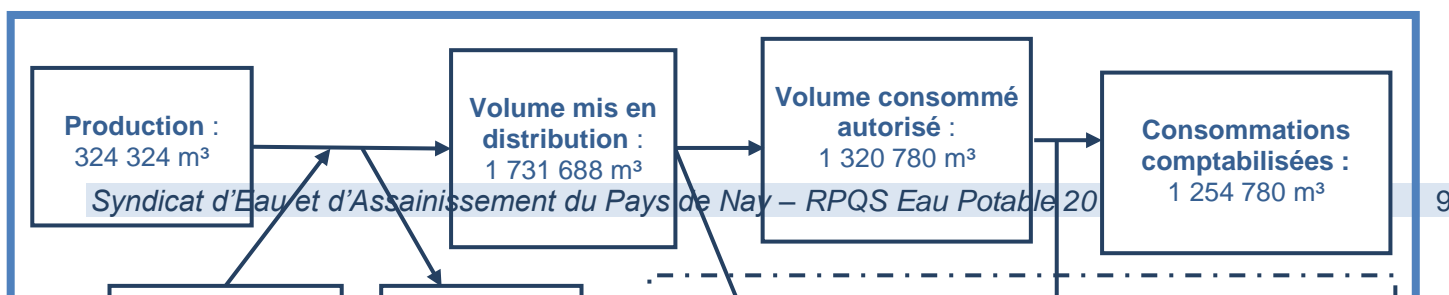 Production :
324 324 m³
Volume mis en
distribution :
1 731 688 m³
Volume consommé
autorisé :
1 320 780 m³
Consommations
comptabilisées :
1 254 780 m³
Syndicat d'Eau et d'Assainissement du Pays de Nay – RPQS Eau Potable 20
9